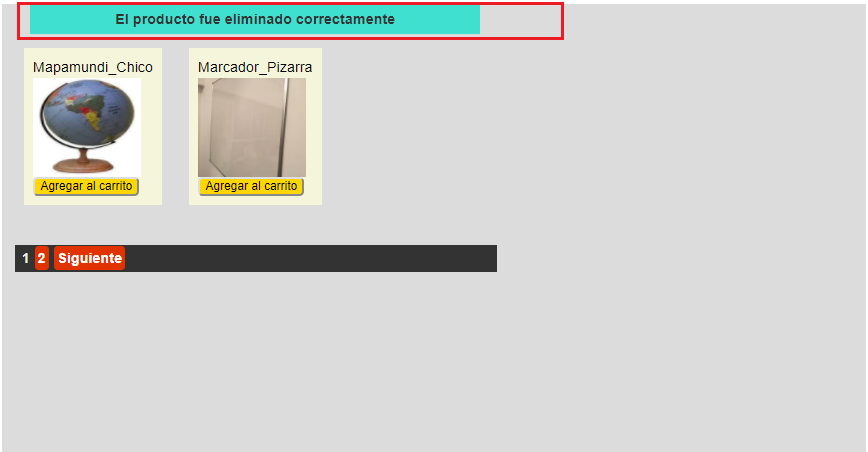 El producto fue eliminado correctamente
Mapamundi_Chico
Marcador_Pizarra
Agregar al carrito
Agregar al carrito
1 2 Siguiente